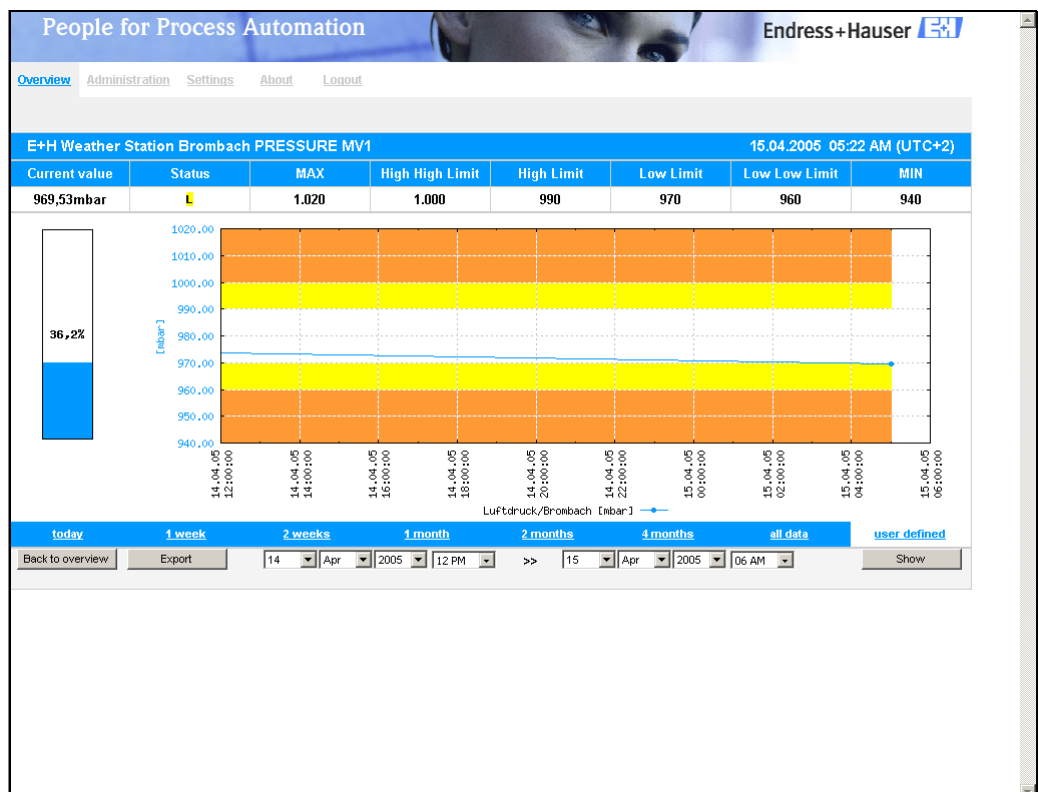 People for Process Automation
Endress+Hauser EH
Overview Administration Settings About Logout
E+H Weather Station Brombach PRESSURE MV1 15.04.2005 05:22 AM (UTC+2)
Current value Status MAX High High Limit High Limit Low Limit Low Low Limit MIN
969,53mbar L 1.020 1.000 990 970 960 940
36,2%
[mbar]
1020.00
1010.00
1000.00
990.00
980.00
970.00
960.00
950.00
940.00
14.04.05 12:00:00
14.04.05 14:00:00
14.04.05 16:00:00
14.04.05 18:00:00
14.04.05 20:00:00
14.04.05 22:00:00
15.04.05 00:00:00
15.04.05 02:00:00
15.04.05 04:00:00
15.04.05 06:00:00
Luftdruck/Brombach [mbar]
today 1 week 2 weeks 1 month 2 months 4 months all data user defined
Back to overview Export 14 Apr 2005 12 PM >> 15 Apr 2005 06 AM Show